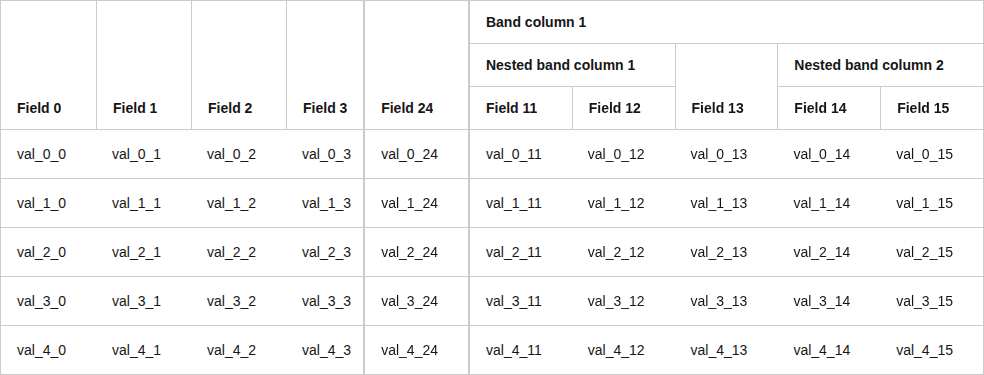 Band column 1
Nested band column 1 Nested band column 2
Field 0 Field 1 Field 2 Field 3 Field 24 Field 11 Field 12 Field 13 Field 14 Field 15
val_0_0 val_0_1 val_0_2 val_0_3 val_0_24 val_0_11 val_0_12 val_0_13 val_0_14 val_0_15
val_1_0 val_1_1 val_1_2 val_1_3 val_1_24 val_1_11 val_1_12 val_1_13 val_1_14 val_1_15
val_2_0 val_2_1 val_2_2 val_2_3 val_2_24 val_2_11 val_2_12 val_2_13 val_2_14 val_2_15
val_3_0 val_3_1 val_3_2 val_3_3 val_3_24 val_3_11 val_3_12 val_3_13 val_3_14 val_3_15
val_4_0 val_4_1 val_4_2 val_4_3 val_4_24 val_4_11 val_4_12 val_4_13 val_4_14 val_4_15